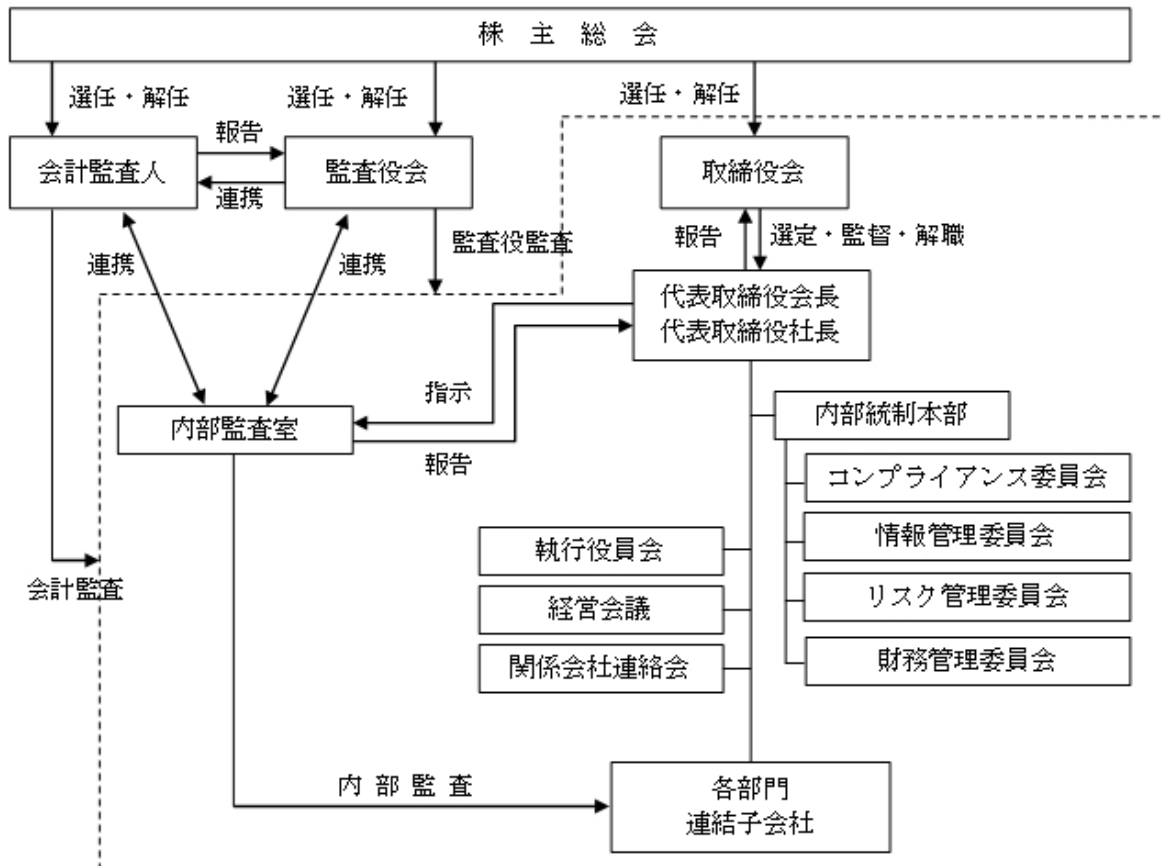 株主総会
選任・解任
選任・解任
選任・解任
報告
会計監査人
監査役会
取締役会
連携
監査役監査
報告
選定・監督・解職
連携
連携
代表取締役会長
代表取締役社長
指示
内部監査室
内部統制本部
報告
コンプライアンス委員会
執行役員会
情報管理委員会
会計監査
経営会議
リスク管理委員会
関係会社連絡会
財務管理委員会
内部監査
各部門
連結子会社